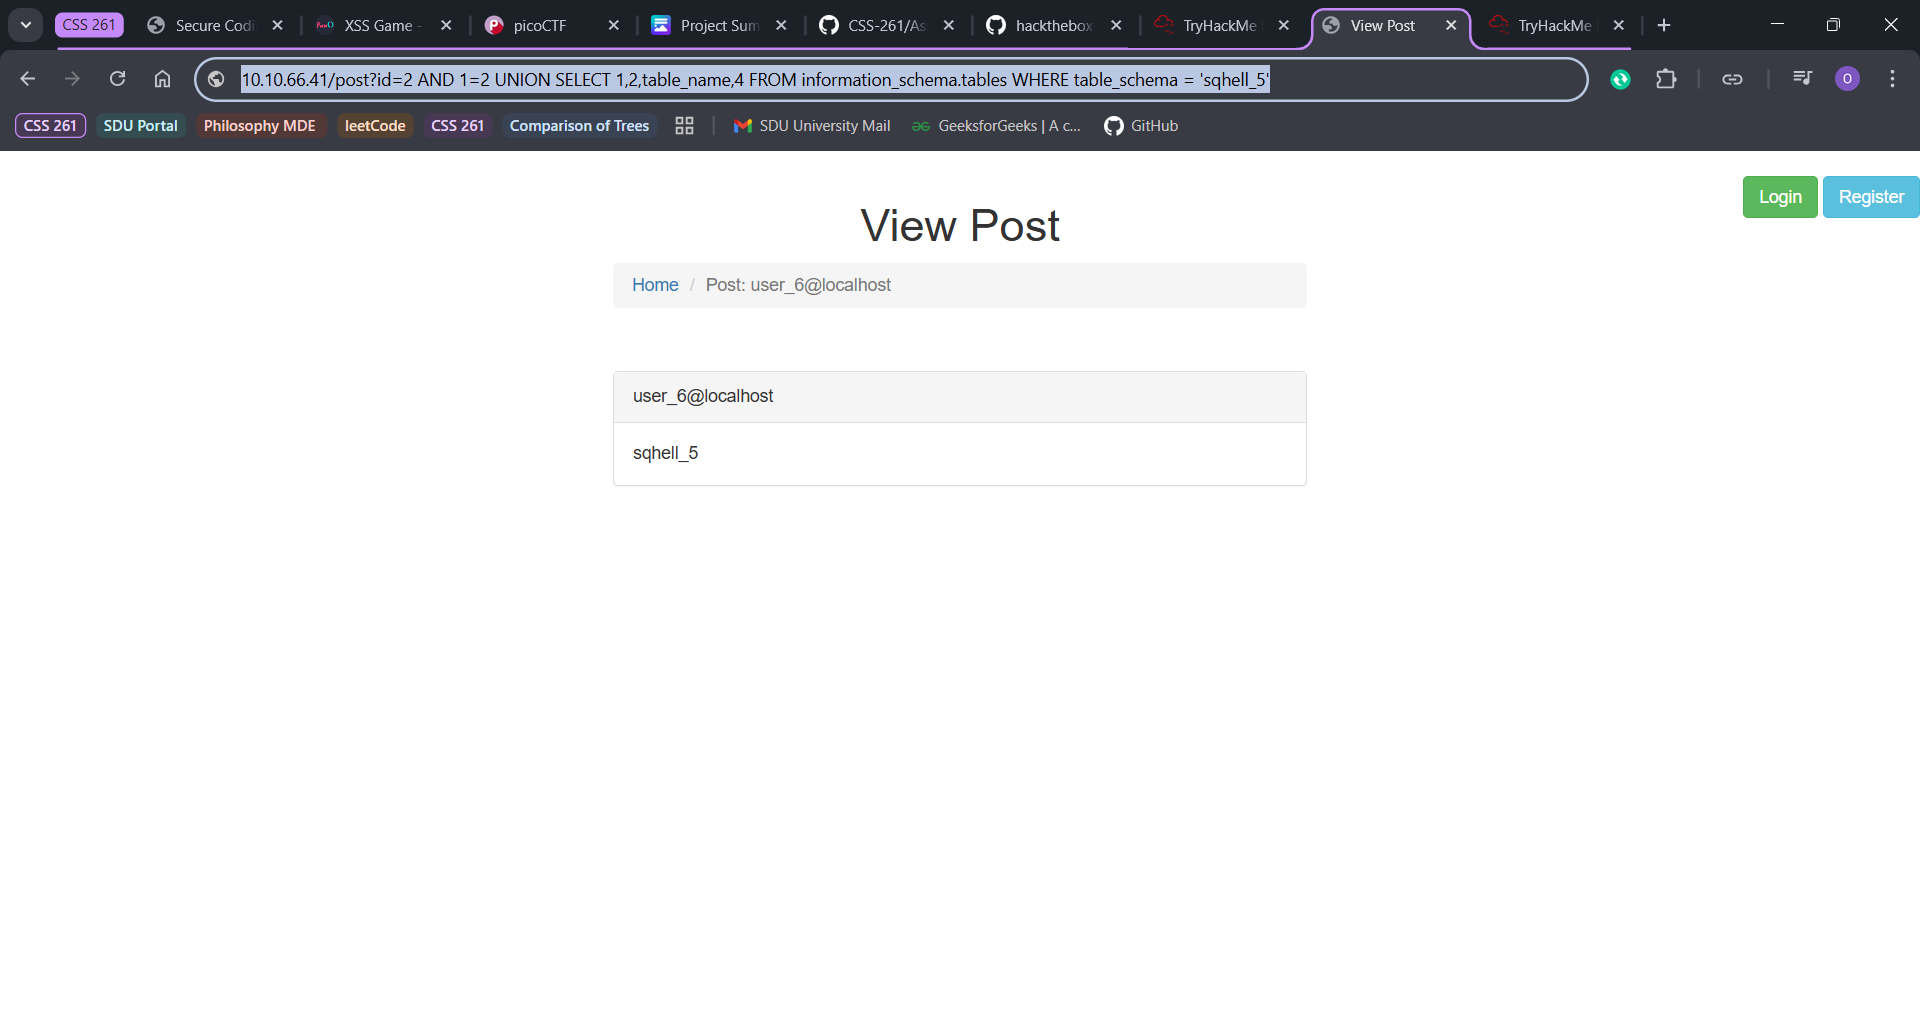 CSS 261 Secure Codi XSS Game - picoCTF Project Sum CSS-261/As hackthebox TryHackMe View Post TryHackMe
10.10.66.41/post?id=2 AND 1=2 UNION SELECT 1,2,table_name,4 FROM information_schema.tables WHERE table_schema = 'sqhell_5' O
CSS 261 SDU Portal Philosophy MDE leetCode CSS 261 Comparison of Trees SDU University Mail GeeksforGeeks | A c... GitHub
Login Register
View Post
Home / Post: user_6@localhost
user_6@localhost
sqhell_5